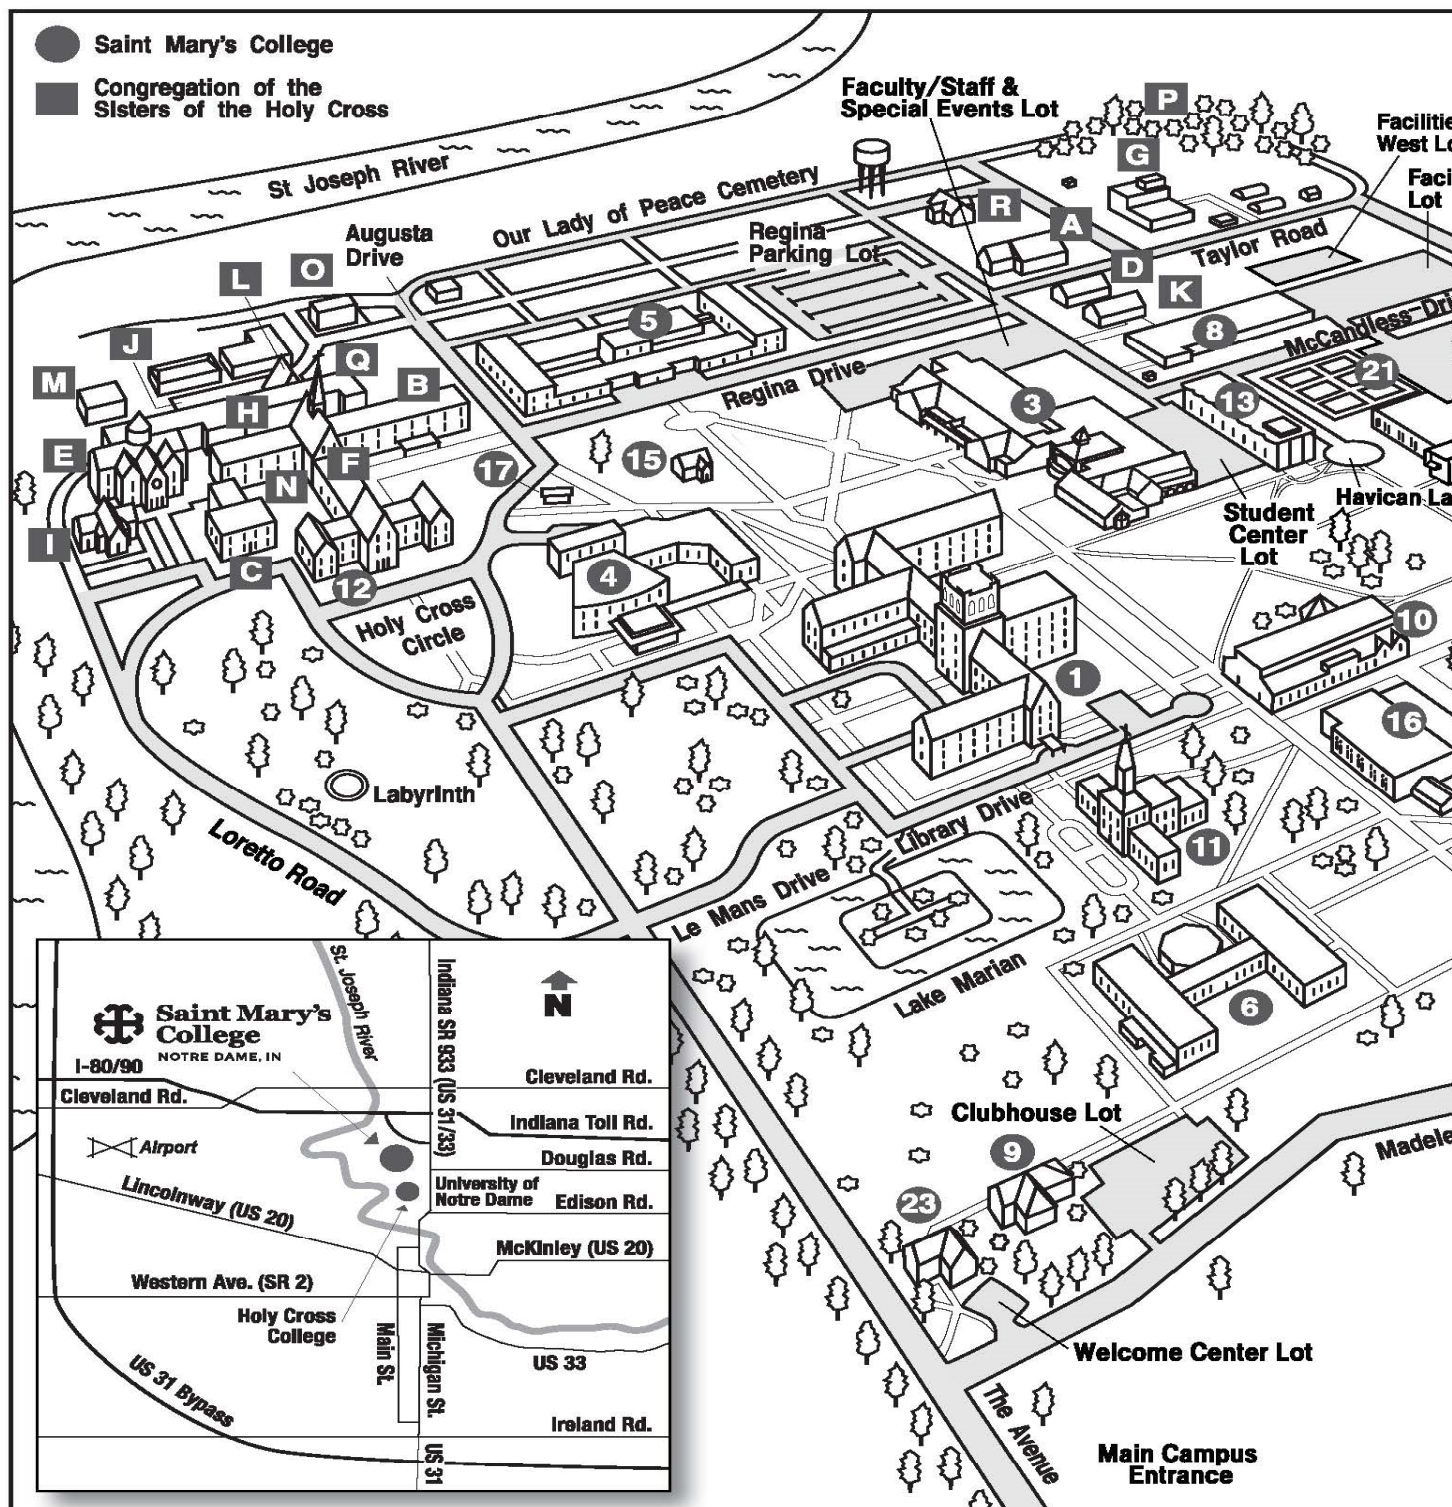 Saint Mary's College
Congregation of the
Sisters of the Holy Cross
St Joseph River
Our Lady of Peace Cemetery
Augusta
Drive
Faculty/Staff &
Special Events Lot
Regina
Parking Lot
Facilitie
West Lo
Faci
Lot
Taylor Road
McCandless Dri
P
G
R
A
D
K
L
O
J
Q
M
B
H
E
F
N
I
C
5
8
21
3
13
15
17
Regina Drive
Havican La
Student
Center
Lot
4
12
Holy Cross
Circle
1
10
16
Labyrinth
Loretto Road
Library Drive
11
Le Mans Drive
Lake Marian
6
Clubhouse Lot
9
23
Madele
Welcome Center Lot
The Avenue
Main Campus
Entrance
Saint Mary's
College
NOTRE DAME, IN
St. Joseph River
Indiana SR 933 (US 31/33)
N
I-80/90
Cleveland Rd.
Cleveland Rd.
Indiana Toll Rd.
Airport
Douglas Rd.
University of
Notre Dame
Edison Rd.
Lincolnway (US 20)
McKinley (US 20)
Western Ave. (SR 2)
Holy Cross
College
Main St.
Michigan St.
US 33
US 31 Bypass
Ireland Rd.
US 31